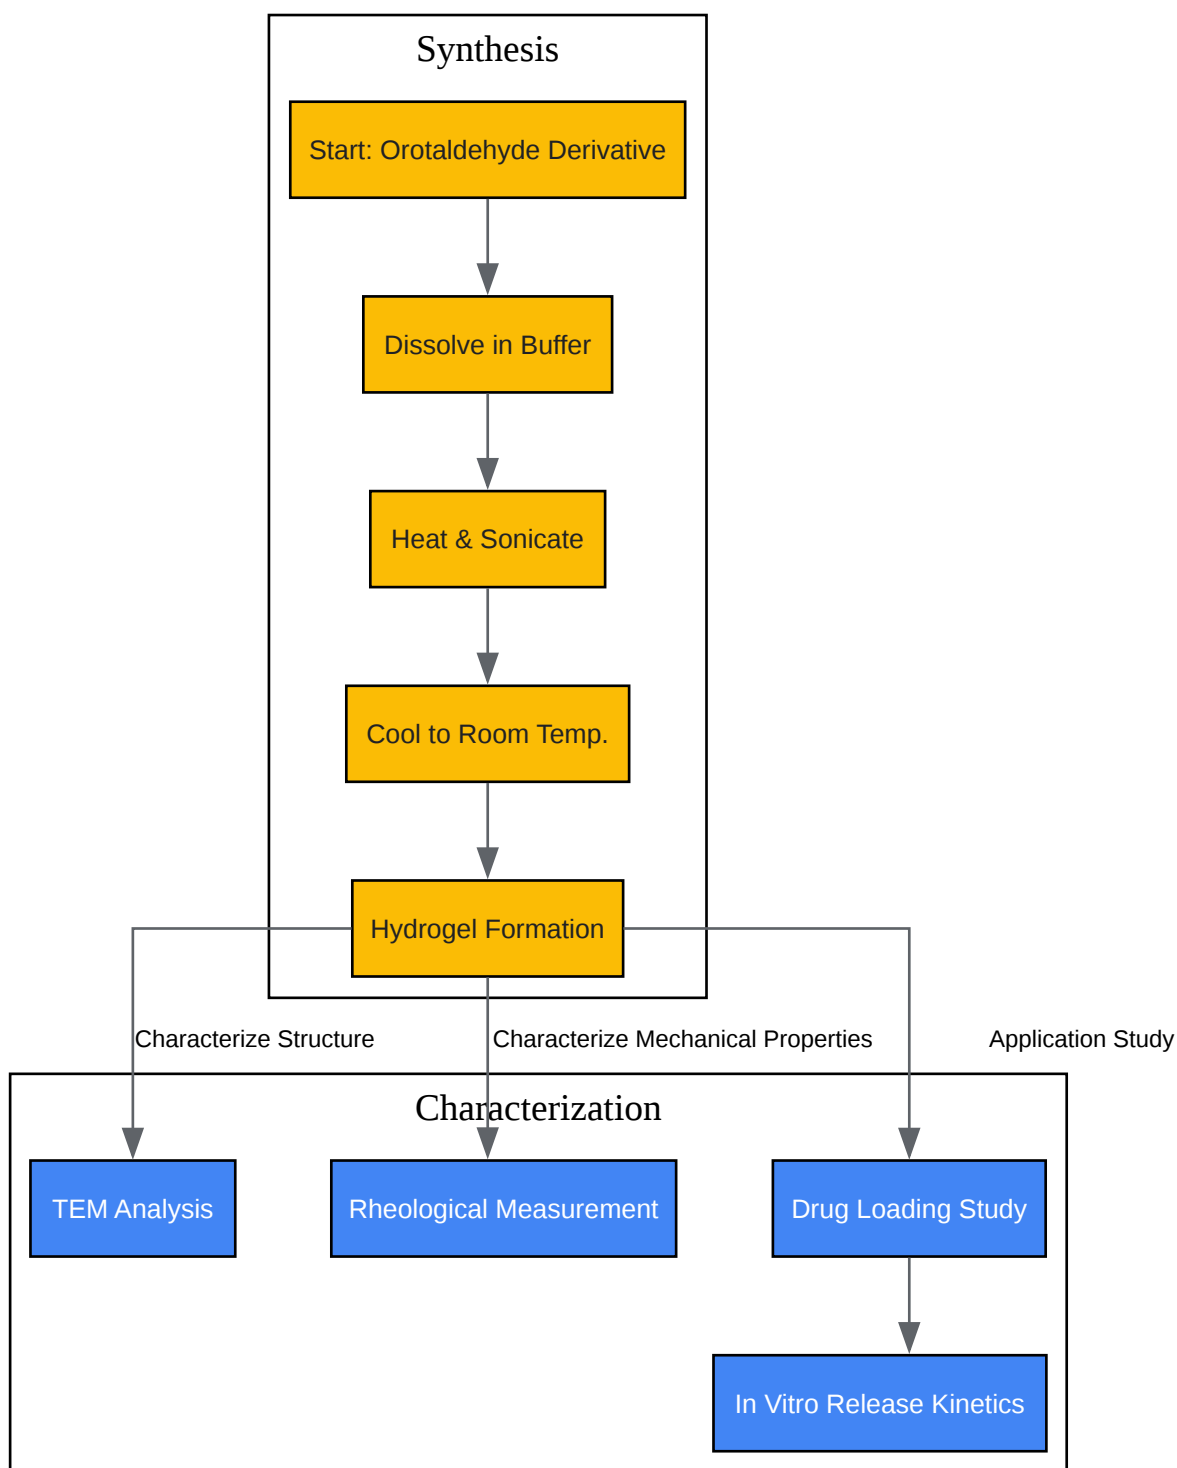 Synthesis
Start: Orotaldehyde Derivative
Dissolve in Buffer
Heat & Sonicate
Cool to Room Temp.
Hydrogel Formation
Characterize Structure
Characterize Mechanical Properties
Application Study
Characterization
TEM Analysis
Rheological Measurement
Drug Loading Study
In Vitro Release Kinetics